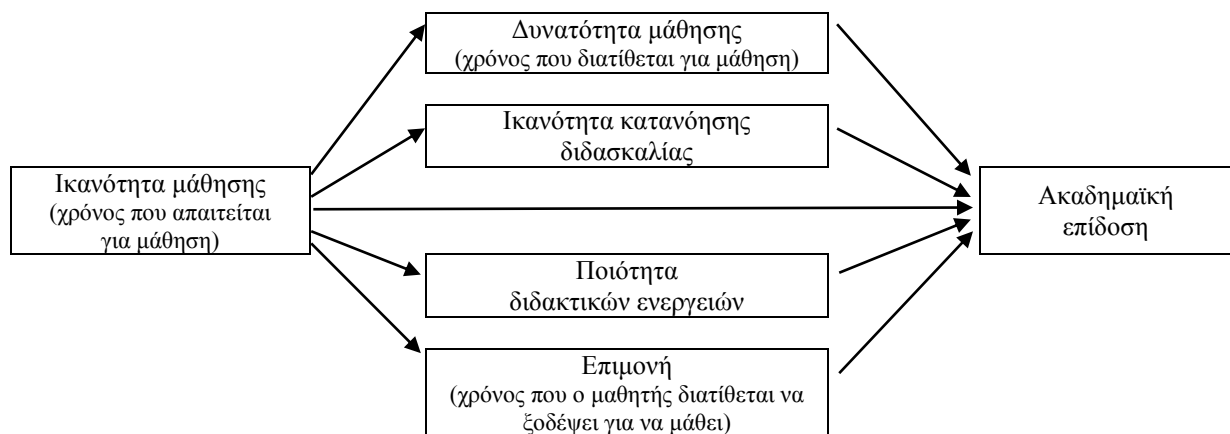 Δυνατότητα μάθησης
(χρόνος που διατίθεται για μάθηση)
Ικανότητα κατανόησης
διδασκαλίας
Ικανότητα μάθησης
(χρόνος που απαιτείται
για μάθηση)
Ακαδημαϊκή
επίδοση
Ποιότητα
διδακτικών ενεργειών
Επιμονή
(χρόνος που ο μαθητής διατίθεται να
ξοδέψει για να μάθει)